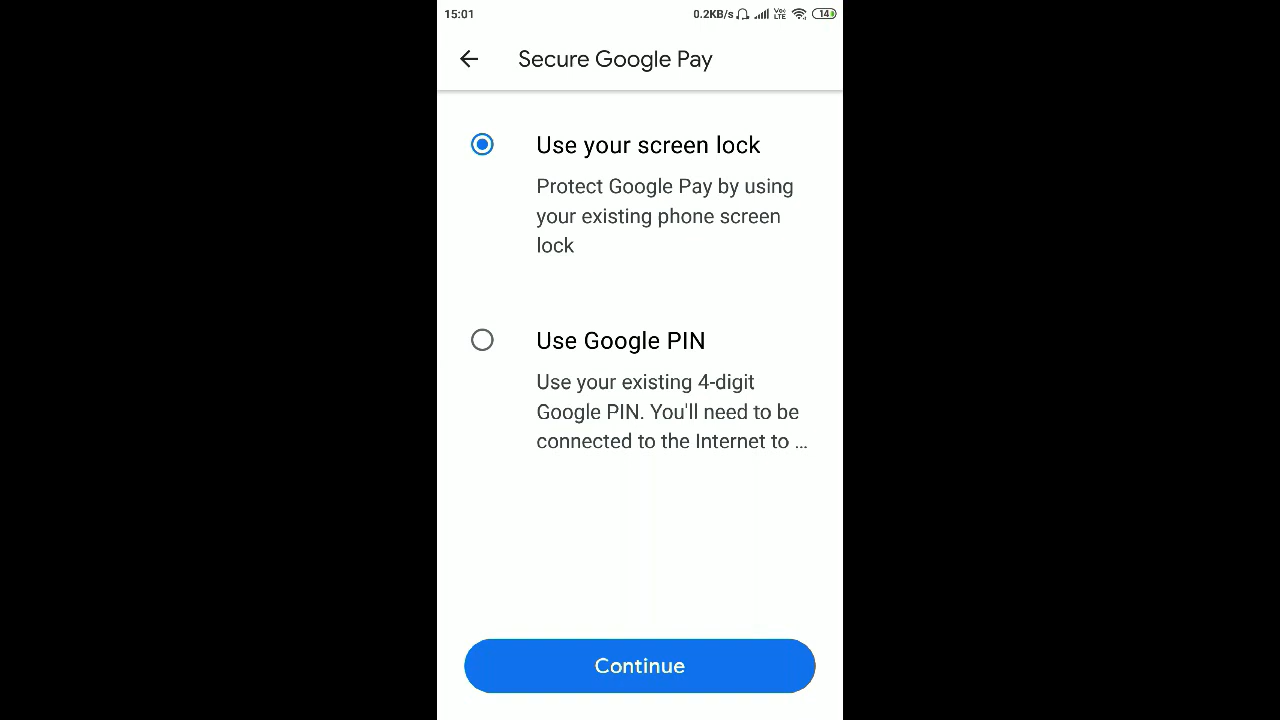 15:01 0.2KB/s Vo LTE 14
Secure Google Pay
Use your screen lock
Protect Google Pay by using
your existing phone screen
lock
Use Google PIN
Use your existing 4-digit
Google PIN. You'll need to be
connected to the Internet to ...
Continue